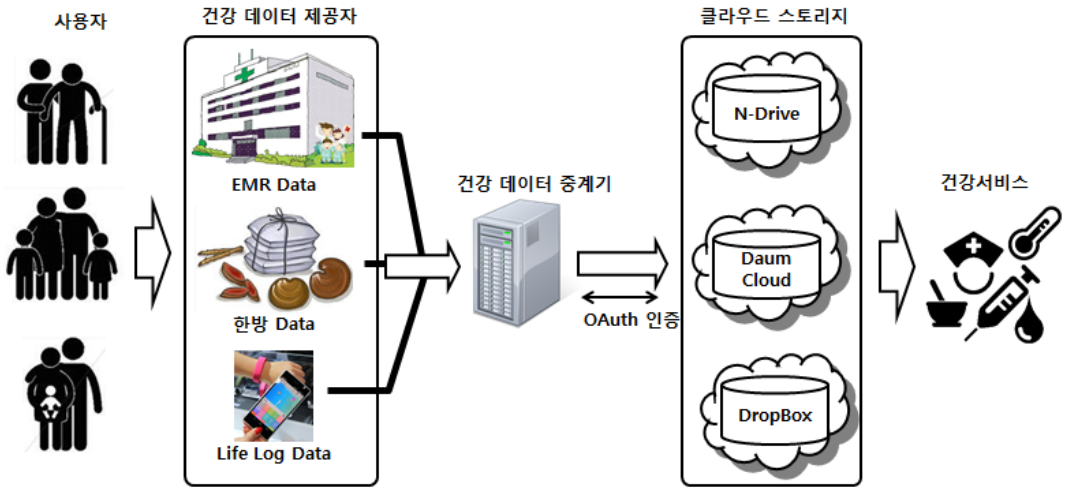 사용자
건강 데이터 제공자
클라우드 스토리지
EMR Data
한방 Data
Life Log Data
건강 데이터 중계기
OAuth 인증
N-Drive
Daum
Cloud
DropBox
건강서비스